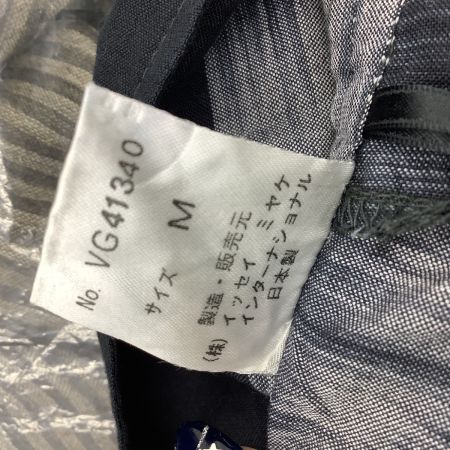 No. VG41340
サイズ M
製造・販売元
(株) イッセイ ミヤケ
インターナショナル
日本製